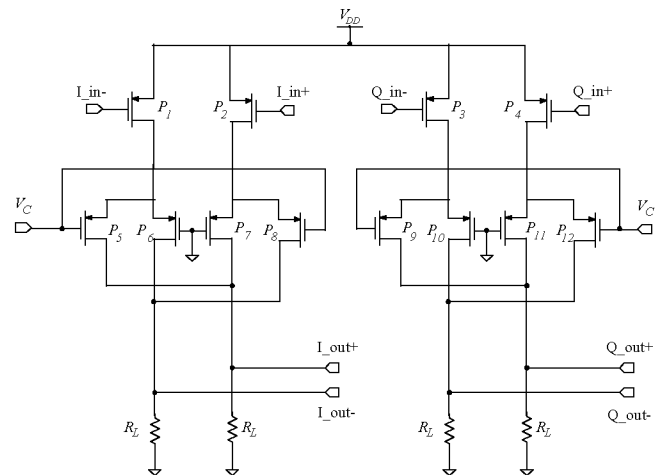 V_DD
I_in- I_in+ Q_in- Q_in+
P_1 P_2 P_3 P_4
V_C V_C
P_5 P_6 P_7 P_8 P_9 P_10 P_11 P_12
I_out+ Q_out+
I_out- Q_out-
R_L R_L R_L R_L